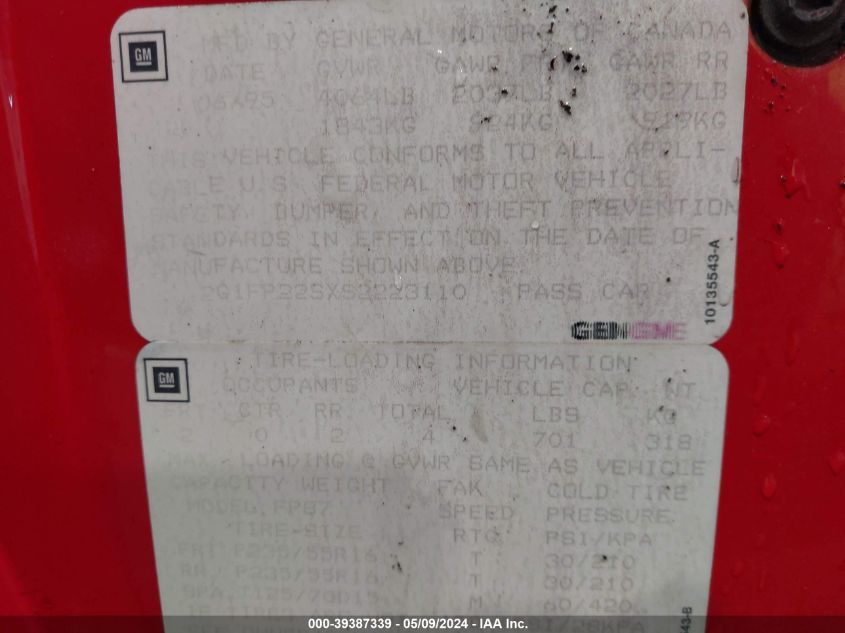 GM
MFD BY GENERAL MOTORS OF CANADA
DATE GVWR GAWR FRT GAWR RR
06/95 4064LB 2037LB 2027LB
1843KG 924KG 919KG
THIS VEHICLE CONFORMS TO ALL APPLI-
CABLE U.S. FEDERAL MOTOR VEHICLE
SAFETY, BUMPER, AND THEFT PREVENTION
STANDARDS IN EFFECT ON THE DATE OF
MANUFACTURE SHOWN ABOVE.
2G1FP22SXS2223110 PASS CAR
10135543-A
GM
TIRE-LOADING INFORMATION
OCCUPANTS VEHICLE CAP. WT.
FRT CTR RR TOTAL LBS KG
2 0 2 4 701 318
MAX. LOADING @ GVWR SAME AS VEHICLE
CAPACITY WEIGHT FAK COLD TIRE
MODEL FP87 SPEED PRESSURE
TIRE-SIZE RTG PSI/KPA
FRT P235/55R16 T 30/210
RR P235/55R16 T 30/210
SPA T125/70D15 M 60/420
43-B
000-39387339 - 05/09/2024 - IAA Inc.